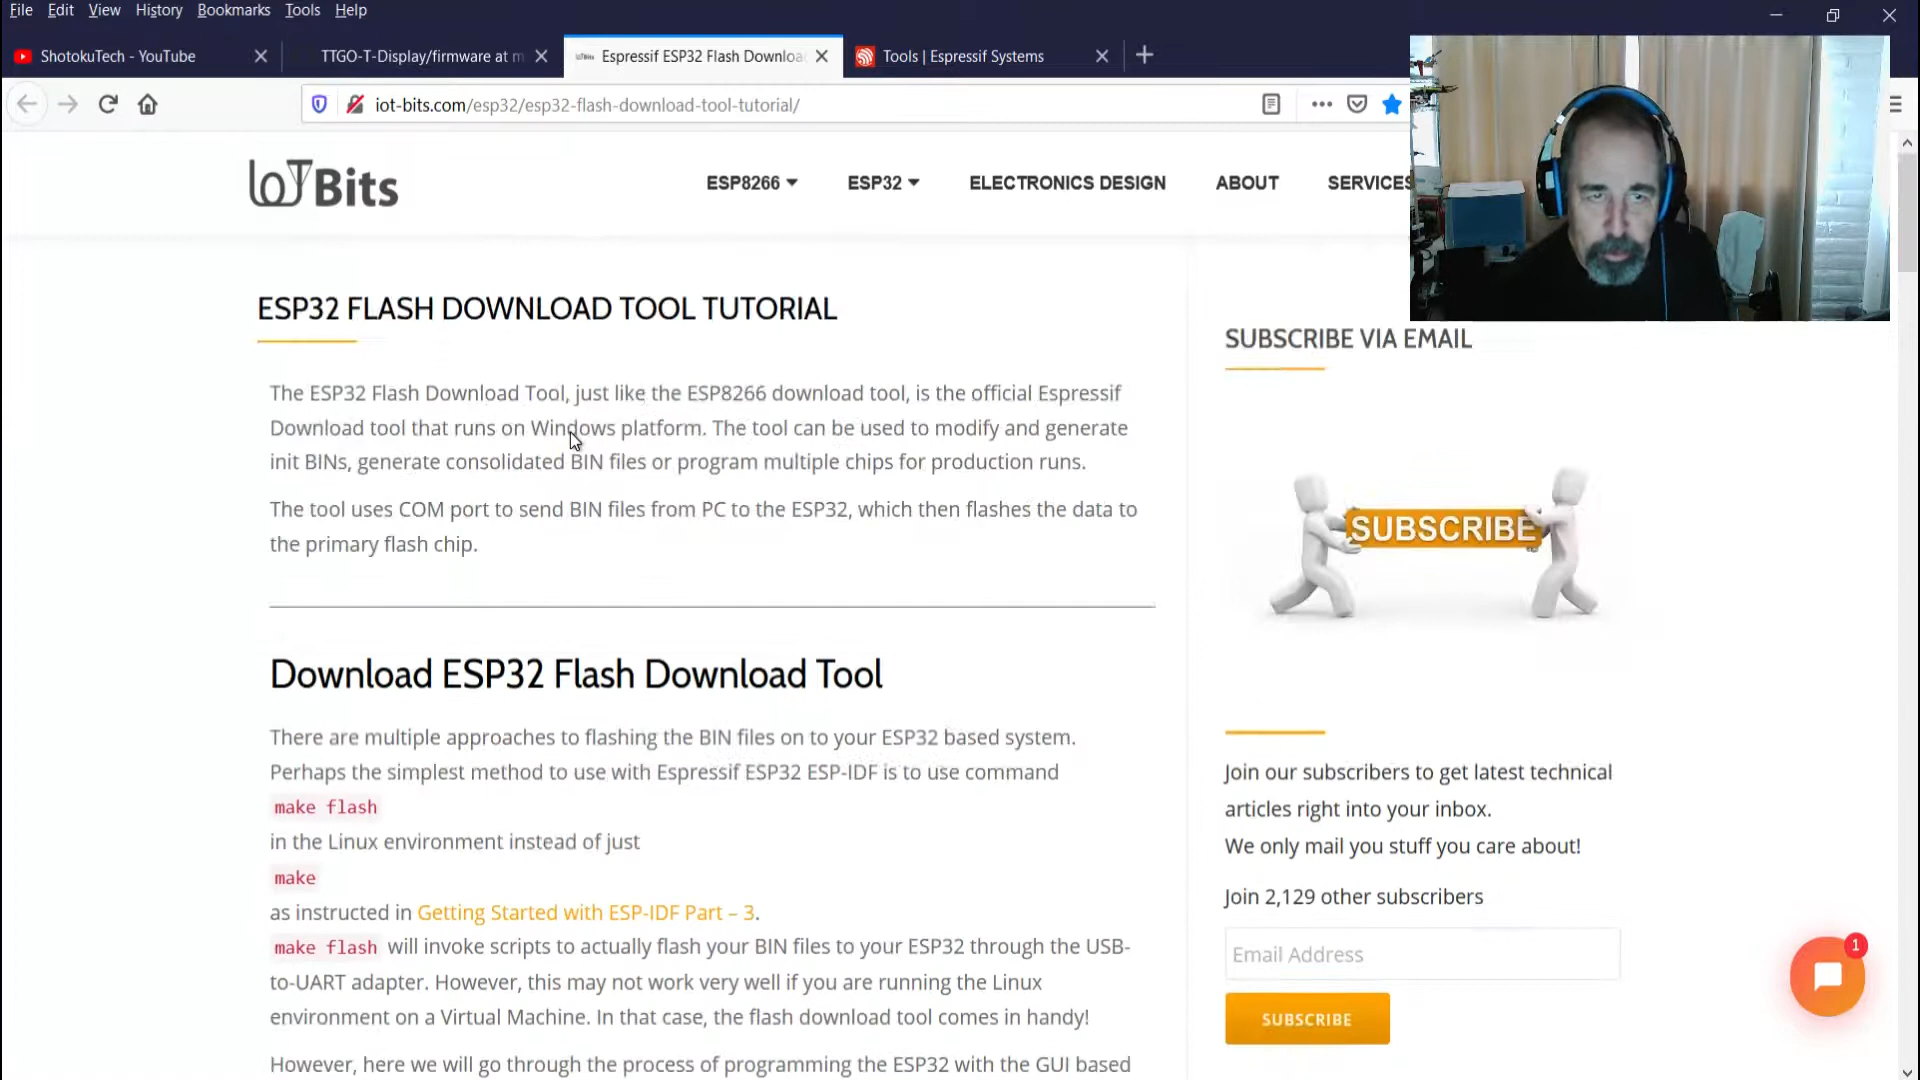 File Edit View History Bookmarks Tools Help
ShotokuTech - YouTube
TTGO-T-Display/firmware at m
Espressif ESP32 Flash Downloa
Tools | Espressif Systems
iot-bits.com/esp32/esp32-flash-download-tool-tutorial/
IoTBits
ESP8266 ESP32 ELECTRONICS DESIGN ABOUT SERVICES
ESP32 FLASH DOWNLOAD TOOL TUTORIAL
The ESP32 Flash Download Tool, just like the ESP8266 download tool, is the official Espressif
Download tool that runs on Windows platform. The tool can be used to modify and generate
init BINs, generate consolidated BIN files or program multiple chips for production runs.
The tool uses COM port to send BIN files from PC to the ESP32, which then flashes the data to
the primary flash chip.
Download ESP32 Flash Download Tool
There are multiple approaches to flashing the BIN files on to your ESP32 based system.
Perhaps the simplest method to use with Espressif ESP32 ESP-IDF is to use command
make flash
in the Linux environment instead of just
make
as instructed in Getting Started with ESP-IDF Part – 3.
make flash will invoke scripts to actually flash your BIN files to your ESP32 through the USB-
to-UART adapter. However, this may not work very well if you are running the Linux
environment on a Virtual Machine. In that case, the flash download tool comes in handy!
However, here we will go through the process of programming the ESP32 with the GUI based
SUBSCRIBE VIA EMAIL
SUBSCRIBE
Join our subscribers to get latest technical
articles right into your inbox.
We only mail you stuff you care about!
Join 2,129 other subscribers
Email Address
SUBSCRIBE
1